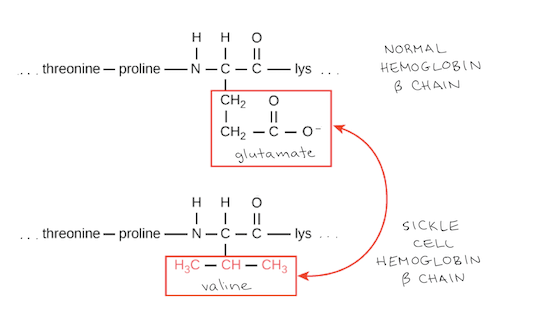 H H O
... threonine — proline — N — C — C — lys ...
NORMAL
HEMOGLOBIN
β CHAIN
CH₂ O
CH₂ — C — O⁻
glutamate
H H O
... threonine — proline — N — C — C — lys ...
SICKLE
CELL
HEMOGLOBIN
β CHAIN
H₃C — CH — CH₃
valine